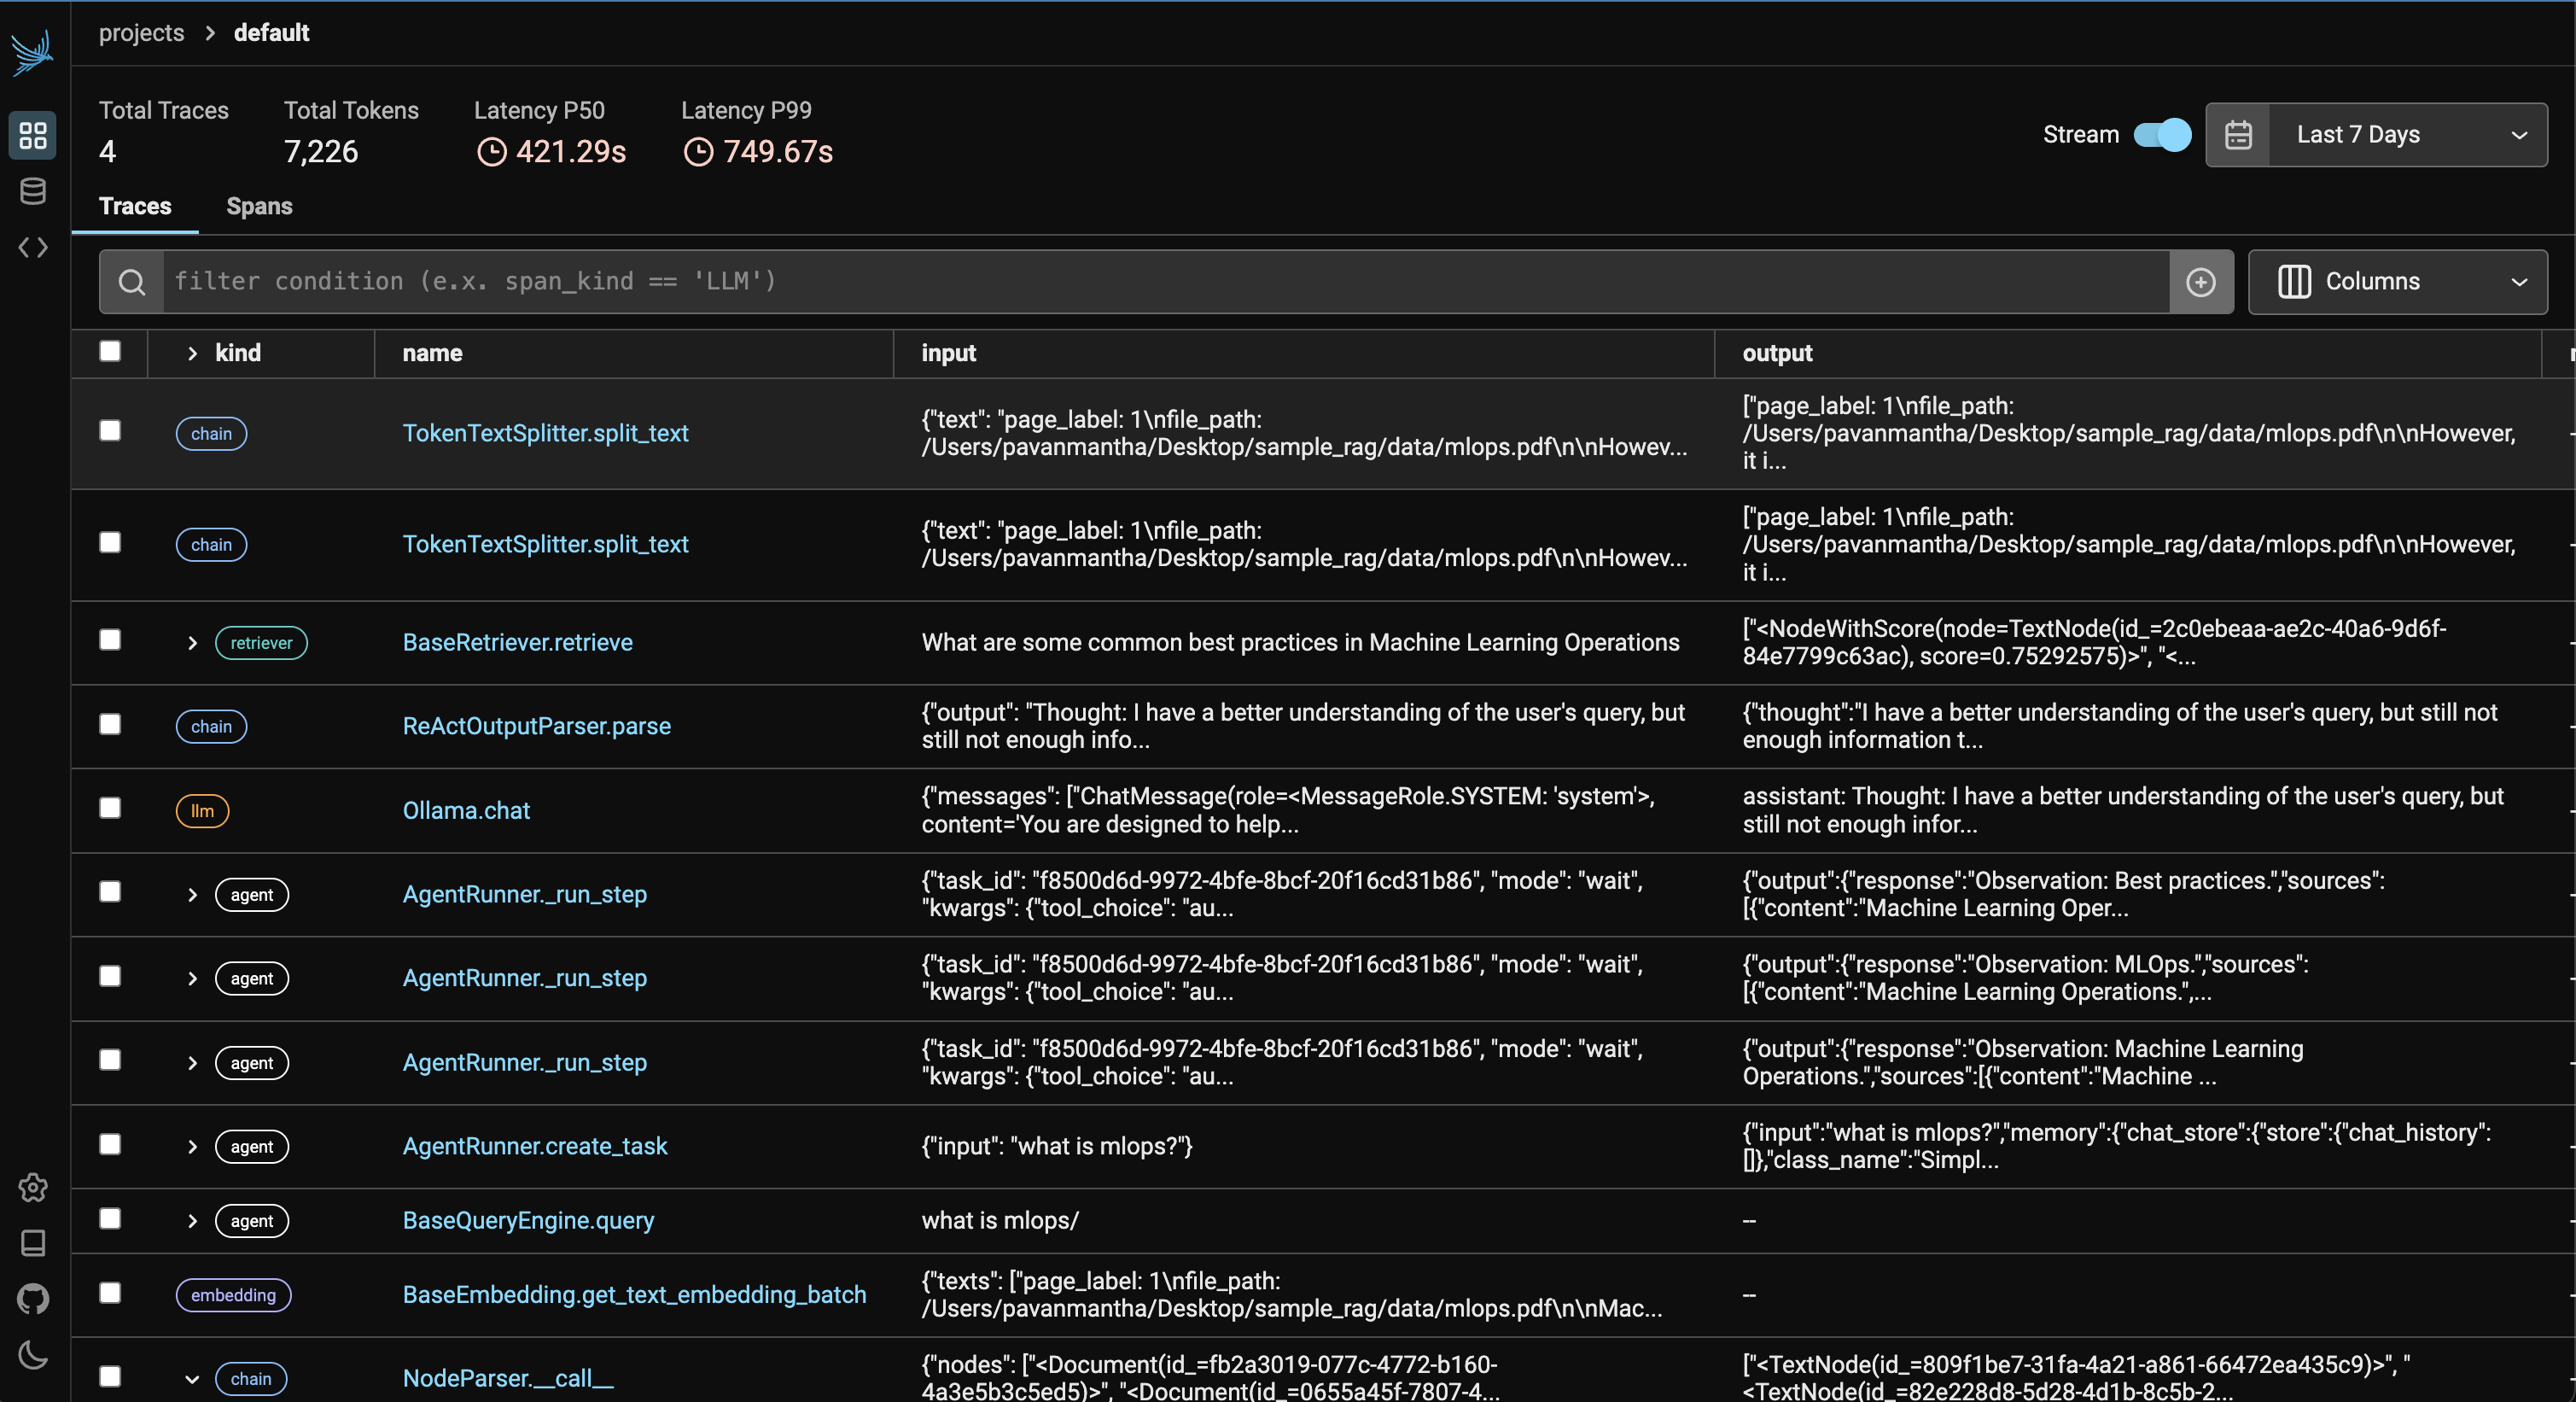 projects > default
Total Traces
4
Total Tokens
7,226
Latency P50
421.29s
Latency P99
749.67s
Stream
Last 7 Days
Traces
Spans
filter condition (e.x. span_kind == 'LLM')
Columns
kind
name
input
output
chain
TokenTextSplitter.split_text
{"text": "page_label: 1\nfile_path:
/Users/pavanmantha/Desktop/sample_rag/data/mlops.pdf\n\nHowev...
["page_label: 1\nfile_path:
/Users/pavanmantha/Desktop/sample_rag/data/mlops.pdf\n\nHowever,
it i...
chain
TokenTextSplitter.split_text
{"text": "page_label: 1\nfile_path:
/Users/pavanmantha/Desktop/sample_rag/data/mlops.pdf\n\nHowev...
["page_label: 1\nfile_path:
/Users/pavanmantha/Desktop/sample_rag/data/mlops.pdf\n\nHowever,
it i...
retriever
BaseRetriever.retrieve
What are some common best practices in Machine Learning Operations
["<NodeWithScore(node=TextNode(id_=2c0ebeaa-ae2c-40a6-9d6f-
84e7799c63ac), score=0.75292575)>", "<...
chain
ReActOutputParser.parse
{"output": "Thought: I have a better understanding of the user's query, but
still not enough info...
{"thought":"I have a better understanding of the user's query, but still not
enough information t...
llm
Ollama.chat
{"messages": ["ChatMessage(role=<MessageRole.SYSTEM: 'system'>,
content='You are designed to help...
assistant: Thought: I have a better understanding of the user's query, but
still not enough infor...
agent
AgentRunner._run_step
{"task_id": "f8500d6d-9972-4bfe-8bcf-20f16cd31b86", "mode": "wait",
"kwargs": {"tool_choice": "au...
{"output":{"response":"Observation: Best practices.","sources":
[{"content":"Machine Learning Oper...
agent
AgentRunner._run_step
{"task_id": "f8500d6d-9972-4bfe-8bcf-20f16cd31b86", "mode": "wait",
"kwargs": {"tool_choice": "au...
{"output":{"response":"Observation: MLOps.","sources":
[{"content":"Machine Learning Operations.",...
agent
AgentRunner._run_step
{"task_id": "f8500d6d-9972-4bfe-8bcf-20f16cd31b86", "mode": "wait",
"kwargs": {"tool_choice": "au...
{"output":{"response":"Observation: Machine Learning
Operations.","sources":[{"content":"Machine ...
agent
AgentRunner.create_task
{"input": "what is mlops?"}
{"input":"what is mlops?","memory":{"chat_store":{"store":{"chat_history":
[]},"class_name":"Simpl...
agent
BaseQueryEngine.query
what is mlops/
--
embedding
BaseEmbedding.get_text_embedding_batch
{"texts": ["page_label: 1\nfile_path:
/Users/pavanmantha/Desktop/sample_rag/data/mlops.pdf\n\nMac...
--
chain
NodeParser.__call__
{"nodes": ["<Document(id_=fb2a3019-077c-4772-b160-
4a3e5b3c5ed5)>", "<Document(id_=0655a45f-7807-4...
["<TextNode(id_=809f1be7-31fa-4a21-a861-66472ea435c9)>", "
<TextNode(id_=82e228d8-5d28-4d1b-8c5b-2...